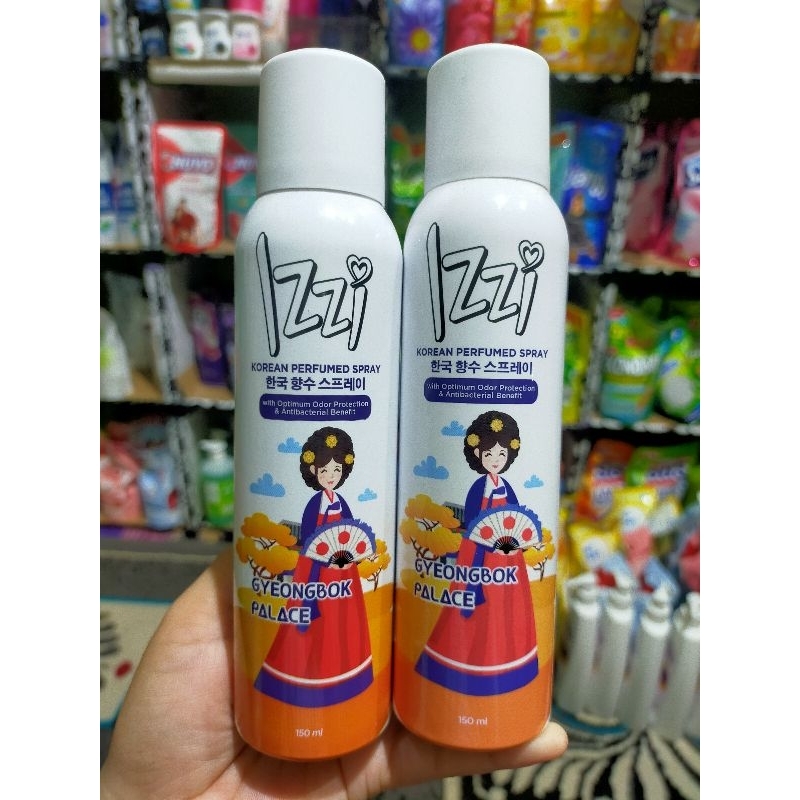 NUVO
Izzi
KOREAN PERFUMED SPRAY
한국 향수 스프레이
with Optimum Odor Protection
& Antibacterial Benefit
GYEONGBOK
PALACE
150 ml
Izzi
KOREAN PERFUMED SPRAY
한국 향수 스프레이
with Optimum Odor Protection
& Antibacterial Benefit
GYEONGBOK
PALACE
150 ml